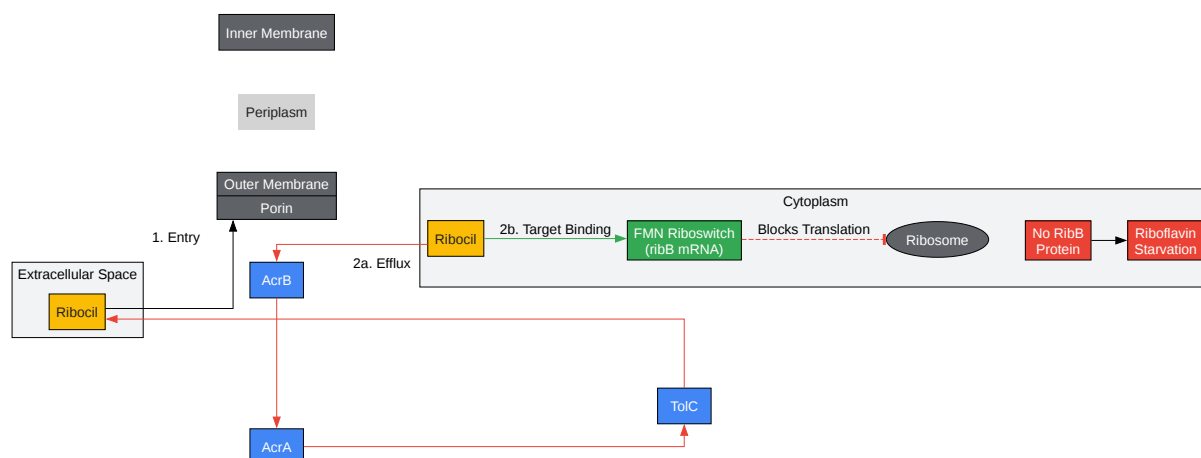 Inner Membrane
Periplasm
Outer Membrane
Porin
1. Entry
Extracellular Space
Ribocil
AcrB
2a. Efflux
AcrA
TolC
Cytoplasm
Ribocil
2b. Target Binding
FMN Riboswitch
(ribB mRNA)
Blocks Translation
Ribosome
No RibB
Protein
Riboflavin
Starvation